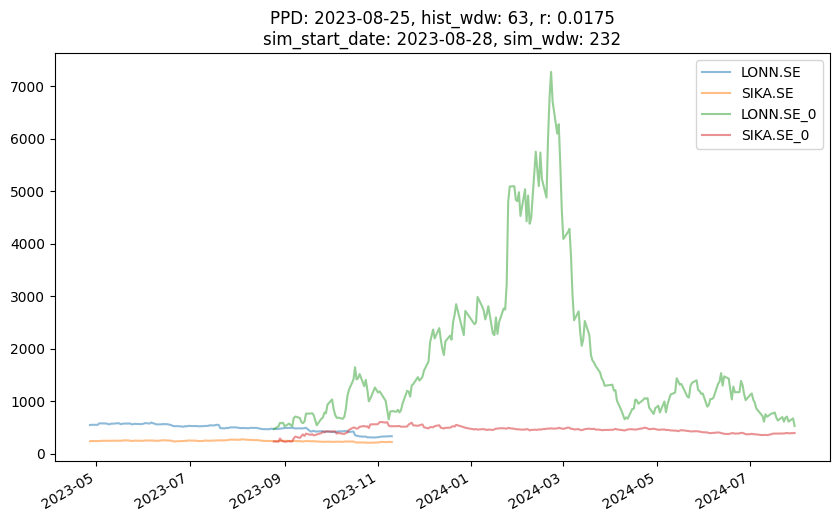 PPD: 2023-08-25, hist_wdw: 63, r: 0.0175
sim_start_date: 2023-08-28, sim_wdw: 232
LONN.SE
SIKA.SE
LONN.SE_0
SIKA.SE_0
7000
6000
5000
4000
3000
2000
1000
0
2023-05
2023-07
2023-09
2023-11
2024-01
2024-03
2024-05
2024-07